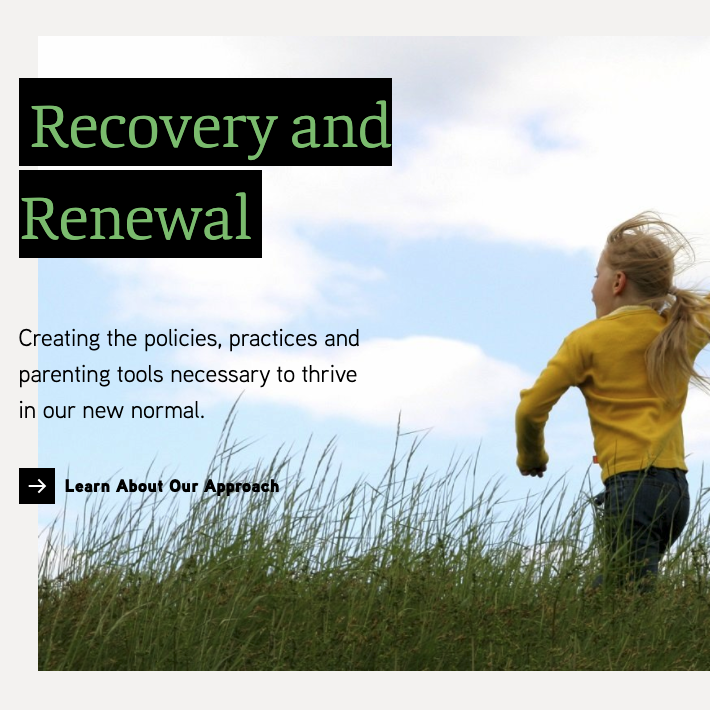 Recovery and
Renewal
Creating the policies, practices and
parenting tools necessary to thrive
in our new normal.
Learn About Our Approach